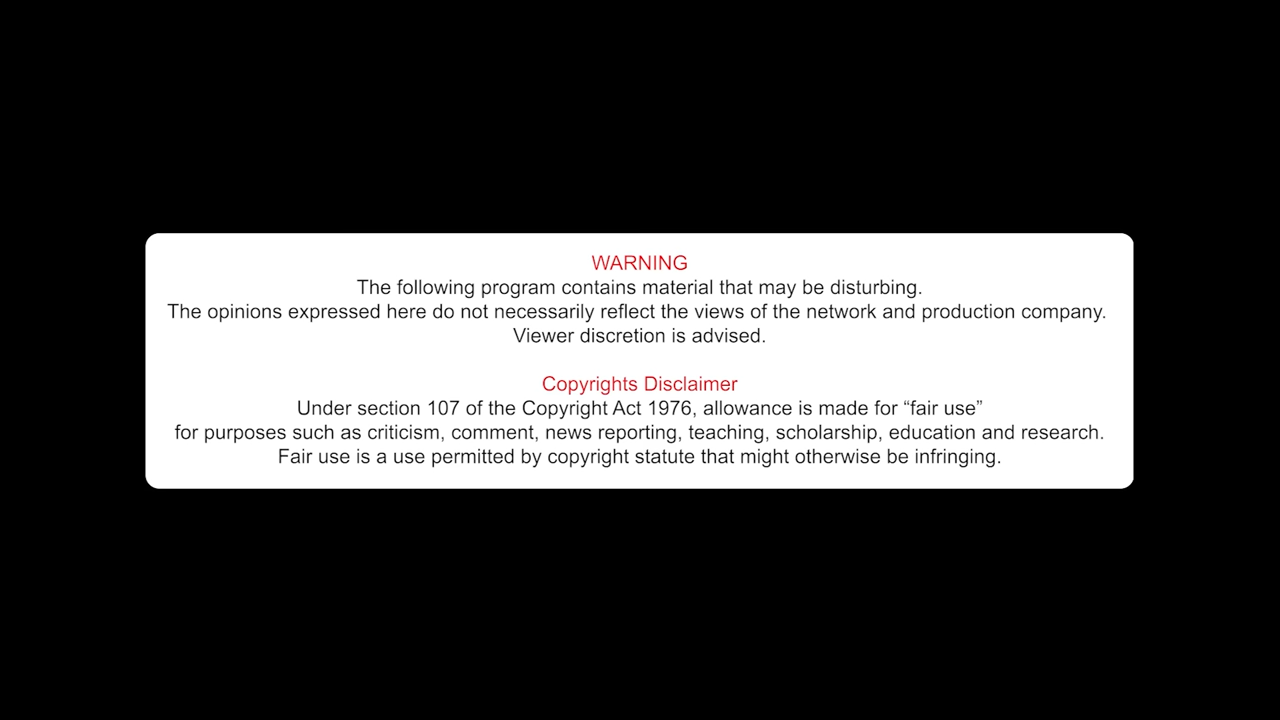 WARNING
The following program contains material that may be disturbing.
The opinions expressed here do not necessarily reflect the views of the network and production company.
Viewer discretion is advised.
Copyrights Disclaimer
Under section 107 of the Copyright Act 1976, allowance is made for “fair use”
for purposes such as criticism, comment, news reporting, teaching, scholarship, education and research.
Fair use is a use permitted by copyright statute that might otherwise be infringing.